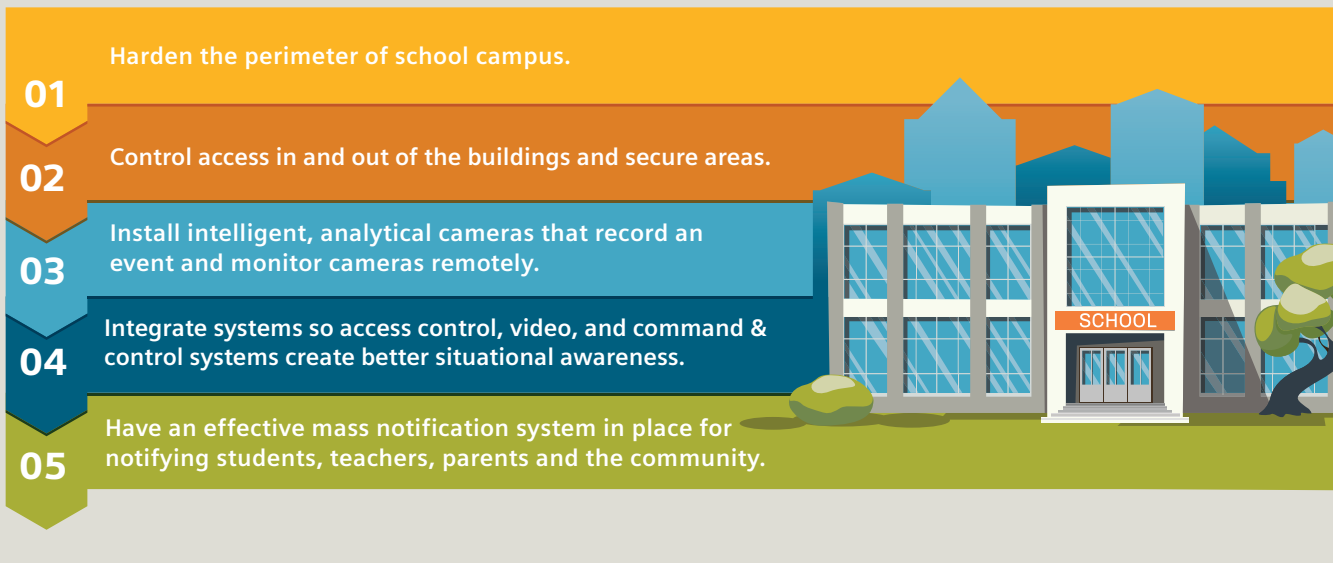 01
Harden the perimeter of school campus.
02
Control access in and out of the buildings and secure areas.
03
Install intelligent, analytical cameras that record an
event and monitor cameras remotely.
04
Integrate systems so access control, video, and command &
control systems create better situational awareness.
05
Have an effective mass notification system in place for
notifying students, teachers, parents and the community.
SCHOOL